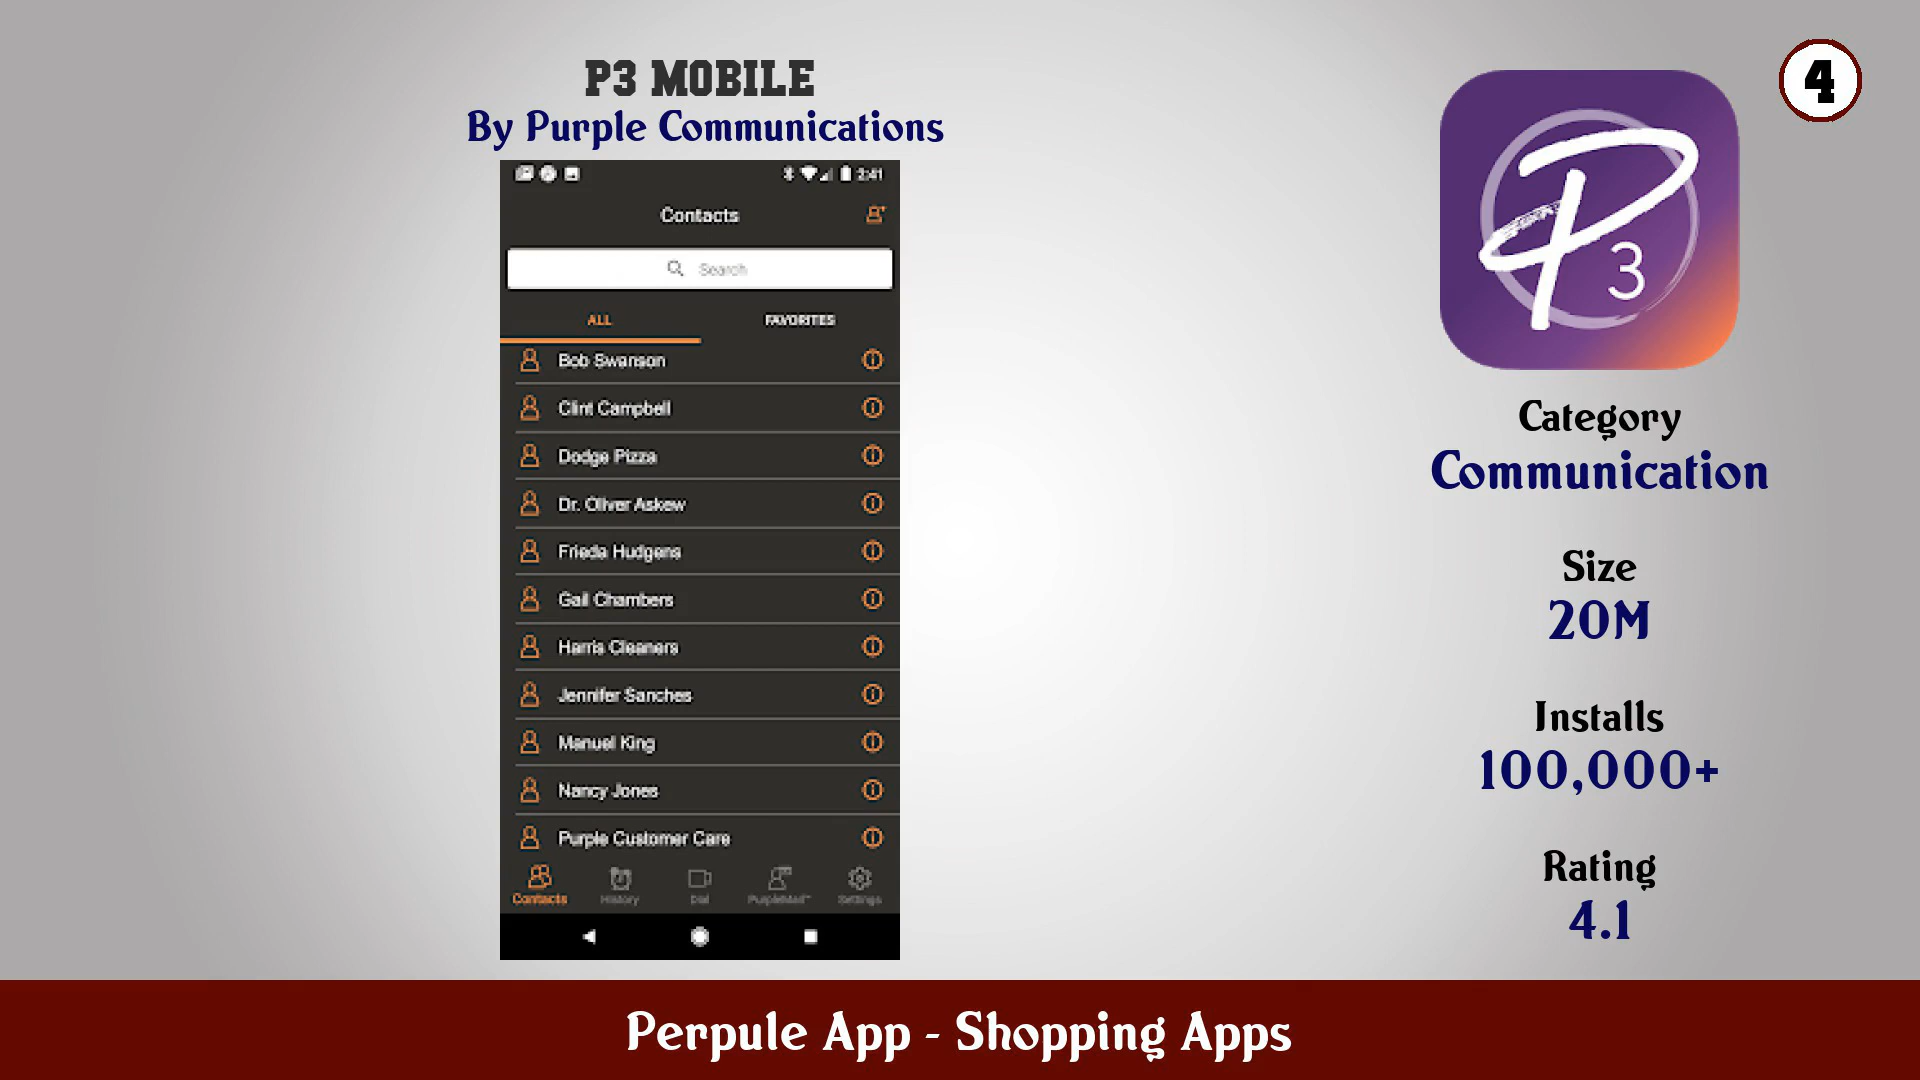 P3 MOBILE
By Purple Communications
2:41
Contacts
Search
ALL
FAVORITES
Bob Swanson
Clint Campbell
Dodge Pizza
Dr. Oliver Askew
Frieda Hudgens
Gail Chambers
Harris Cleaners
Jennifer Sanches
Manuel King
Nancy Jones
Purple Customer Care
Contacts
History
Dial
PurpleMail™
Settings
4
P3
Category
Communication
Size
20M
Installs
100,000+
Rating
4.1
Perpule App - Shopping Apps